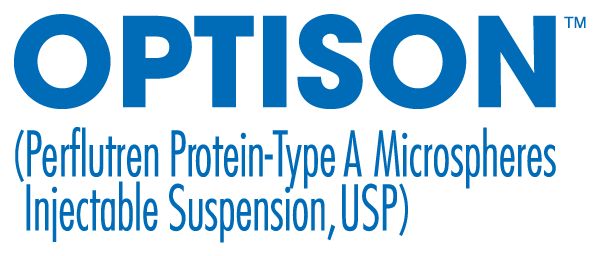 OPTISON™
(Perflutren Protein-Type A Microspheres
Injectable Suspension, USP)